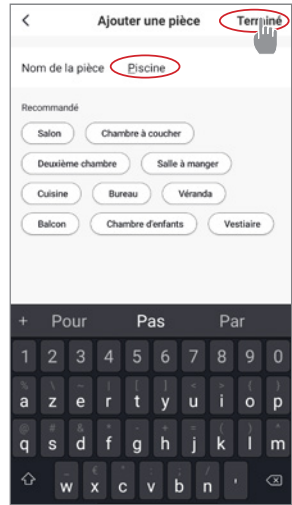 < Ajouter une pièce Terminé
Nom de la pièce Piscine
Recommandé
Salon Chambre à coucher
Deuxième chambre Salle à manger
Cuisine Bureau Véranda
Balcon Chambre d'enfants Vestiaire
+ Pour Pas Par
1 2 3 4 5 6 7 8 9 0
a z e r t y u i o p
q s d f g h j k l m
w x c v b n '